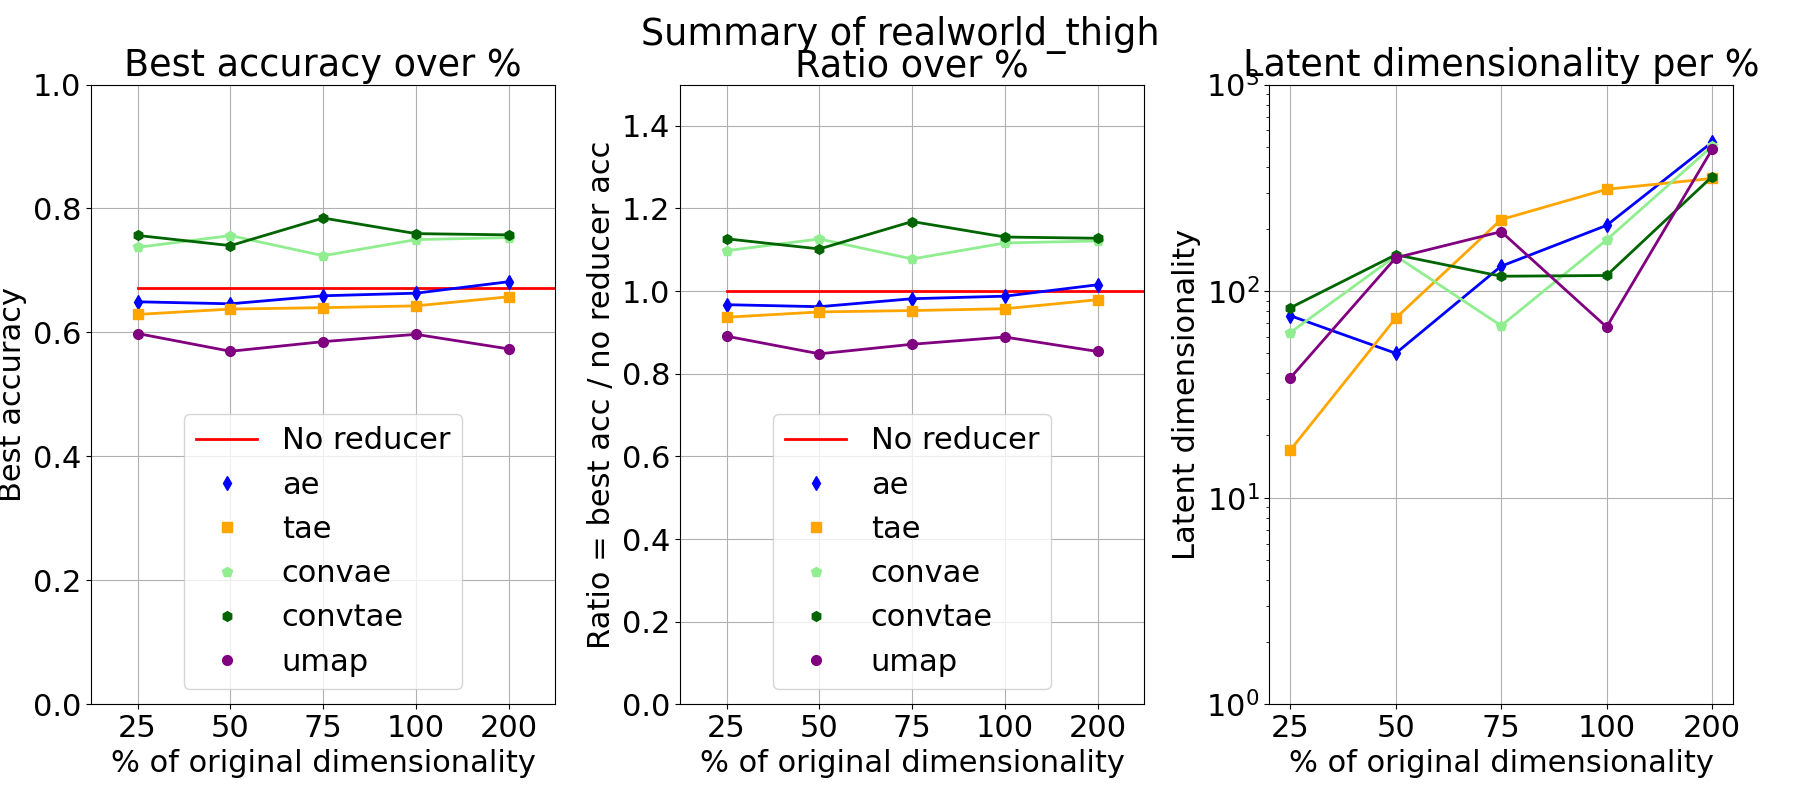 Summary of realworld_thigh
Best accuracy over %
Best accuracy
1.0
0.8
0.6
0.4
0.2
0.0
No reducer
ae
tae
convae
convtae
umap
25 50 75 100 200
% of original dimensionality
Ratio over %
Ratio = best acc / no reducer acc
1.4
1.2
1.0
0.8
0.6
0.4
0.2
0.0
No reducer
ae
tae
convae
convtae
umap
25 50 75 100 200
% of original dimensionality
Latent dimensionality per %
Latent dimensionality
10³
10²
10¹
10⁰
25 50 75 100 200
% of original dimensionality